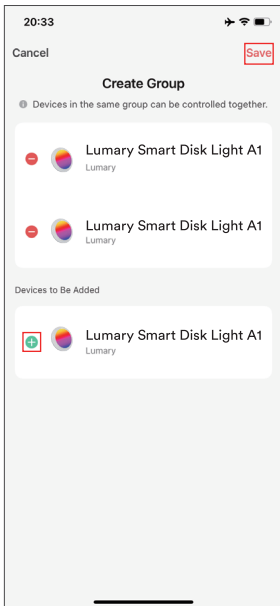 20:33
Cancel
Save
Create Group
Devices in the same group can be controlled together.
Lumary Smart Disk Light A1
Lumary
Lumary Smart Disk Light A1
Lumary
Devices to Be Added
Lumary Smart Disk Light A1
Lumary